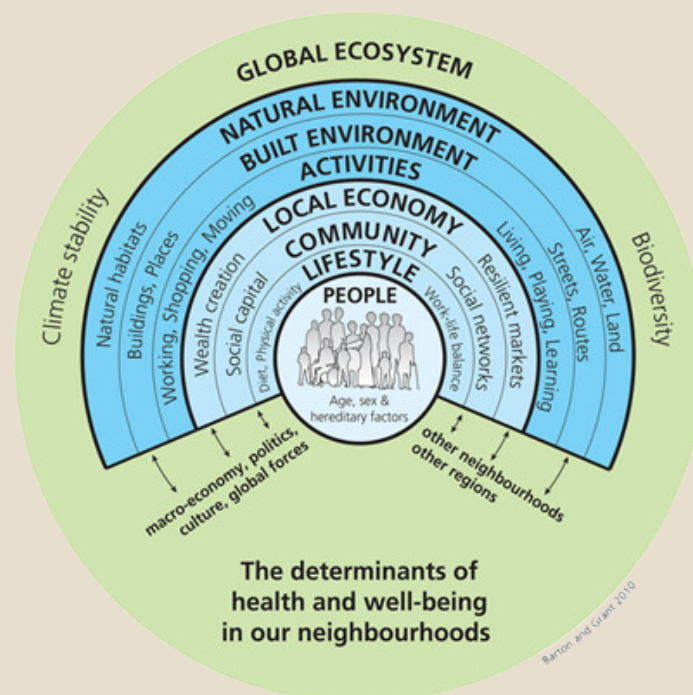 GLOBAL ECOSYSTEM
NATURAL ENVIRONMENT
BUILT ENVIRONMENT
ACTIVITIES
LOCAL ECONOMY
COMMUNITY
LIFESTYLE
PEOPLE
Age, sex &
hereditary factors
Climate stability
Natural habitats
Buildings, Places
Working, Shopping, Moving
Wealth creation
Social capital
Diet, Physical activity
Work-life balance
Social networks
Resilient markets
Living, Playing, Learning
Streets, Routes
Air, Water, Land
Biodiversity
macro-economy, politics,
culture, global forces
other neighbourhoods
other regions
The determinants of
health and well-being
in our neighbourhoods
Barton and Grant 2010